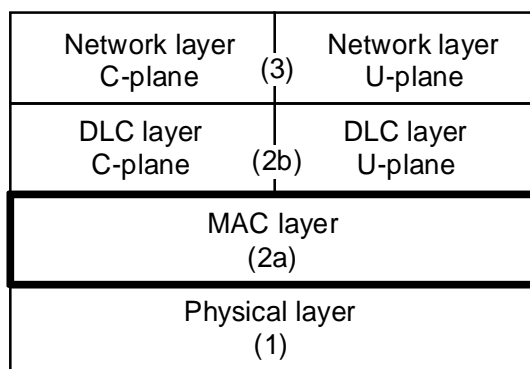 Network layer
C-plane
Network layer
U-plane
(3)
DLC layer
C-plane
DLC layer
U-plane
(2b)
MAC layer
(2a)
Physical layer
(1)